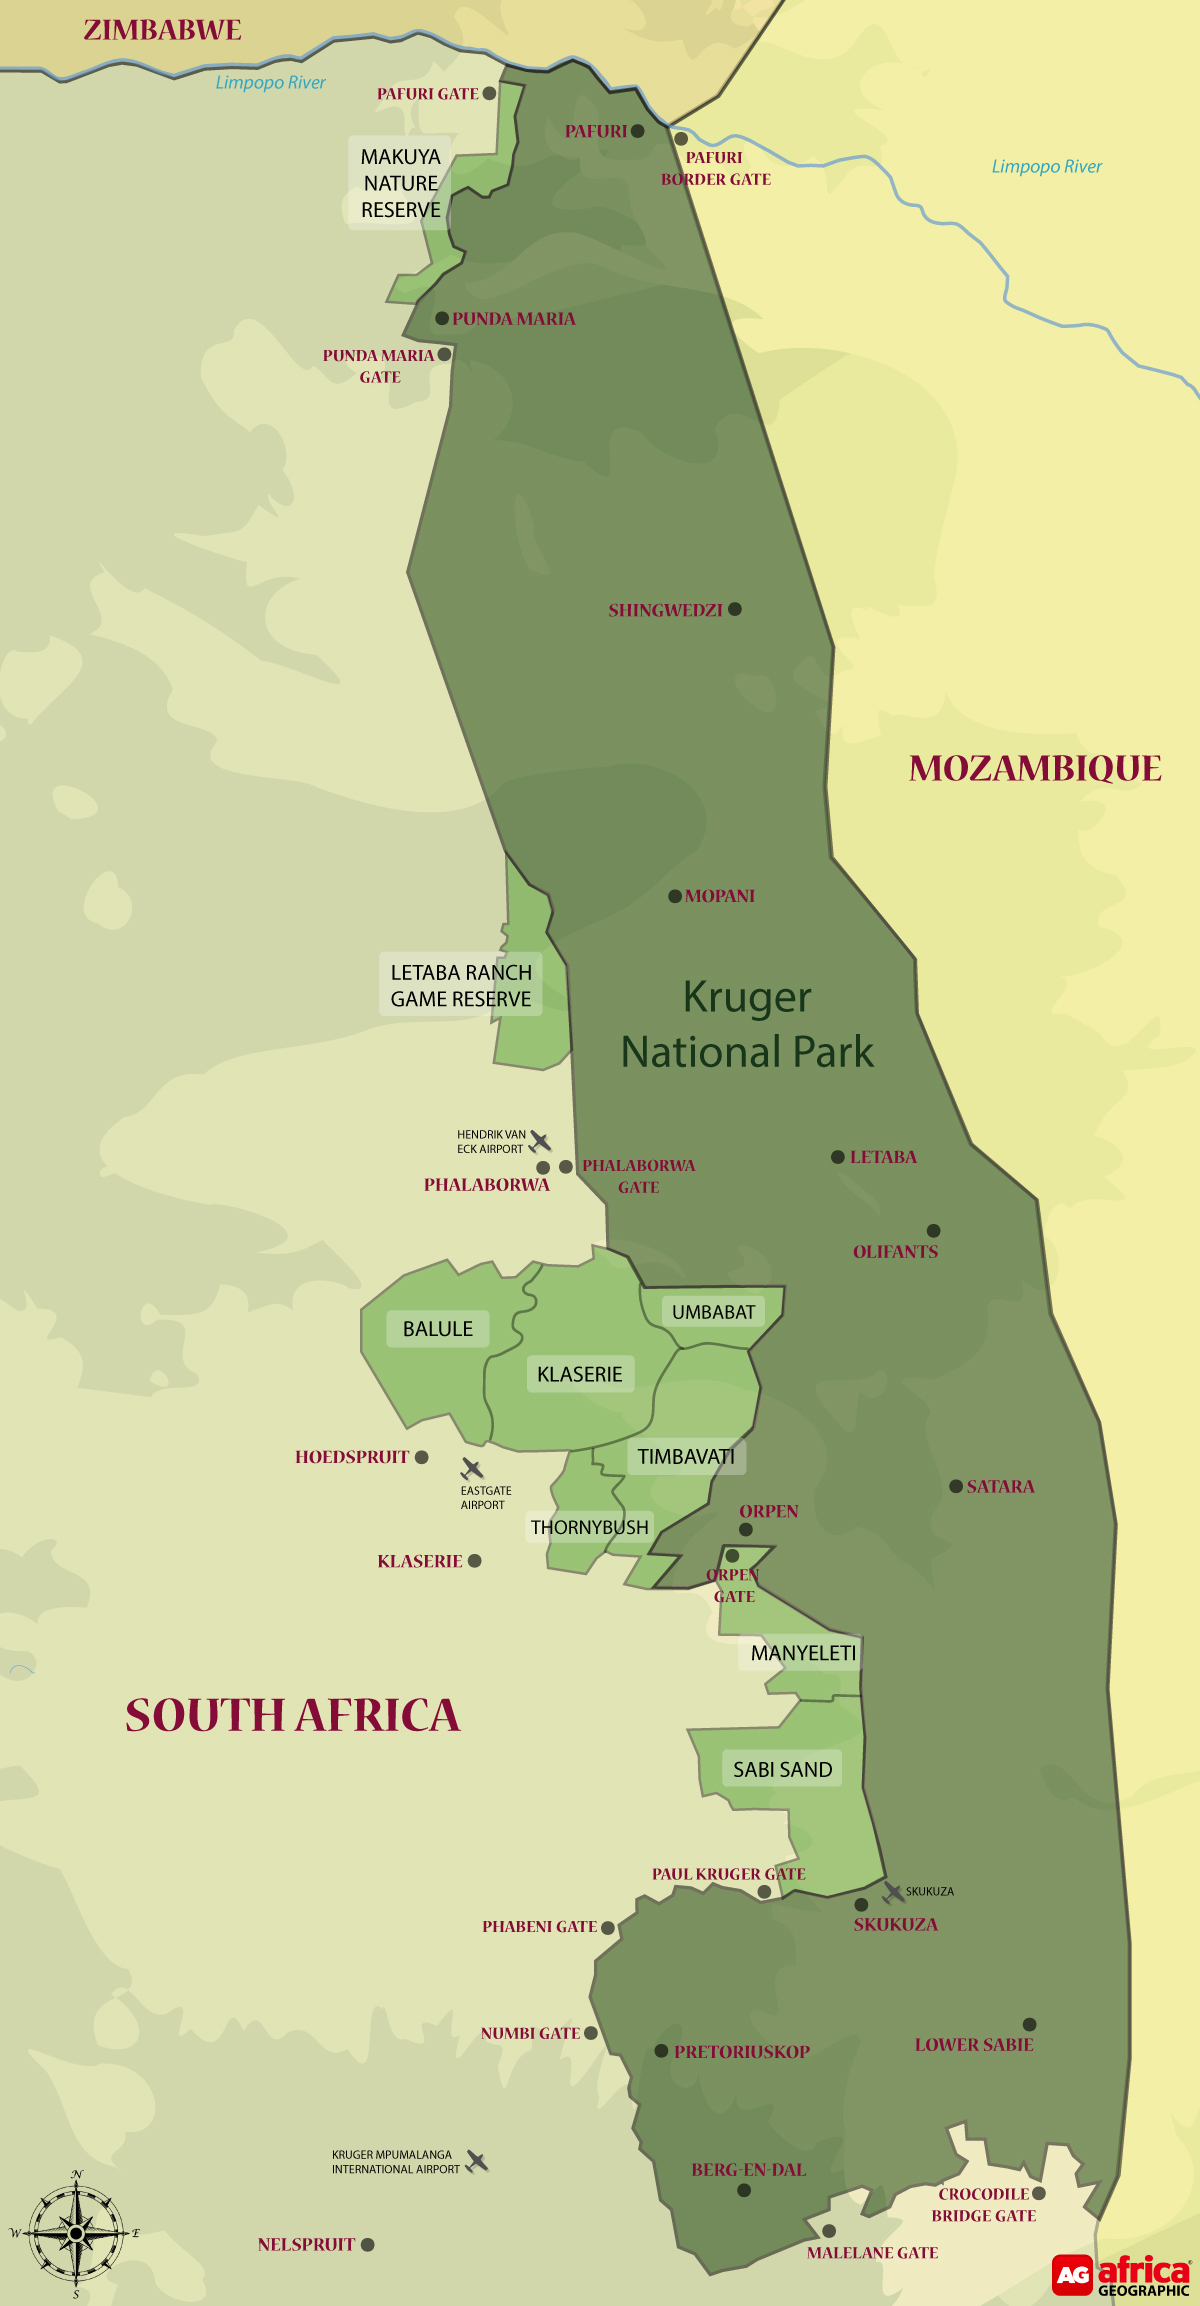 ZIMBABWE
Limpopo River
PAFURI GATE
PAFURI
PAFURI
BORDER GATE
Limpopo River
MAKUYA
NATURE
RESERVE
PUNDA MARIA
PUNDA MARIA
GATE
SHINGWEDZI
MOZAMBIQUE
MOPANI
LETABA RANCH
GAME RESERVE
Kruger
National Park
HENDRIK VAN
ECK AIRPORT
PHALABORWA
PHALABORWA
GATE
LETABA
OLIFANTS
BALULE
UMBABAT
KLASERIE
HOEDSPRUIT
TIMBAVATI
EASTGATE
AIRPORT
SATARA
ORPEN
THORNYBUSH
KLASERIE
ORPEN
GATE
MANYELETI
SOUTH AFRICA
SABI SAND
PAUL KRUGER GATE
SKUKUZA
SKUKUZA
PHABENI GATE
NUMBI GATE
PRETORIUSKOP
LOWER SABIE
KRUGER MPUMALANGA
INTERNATIONAL AIRPORT
BERG-EN-DAL
CROCODILE
BRIDGE GATE
NELSPRUIT
MALELANE GATE
N
W
E
S
AG
africa®
GEOGRAPHIC